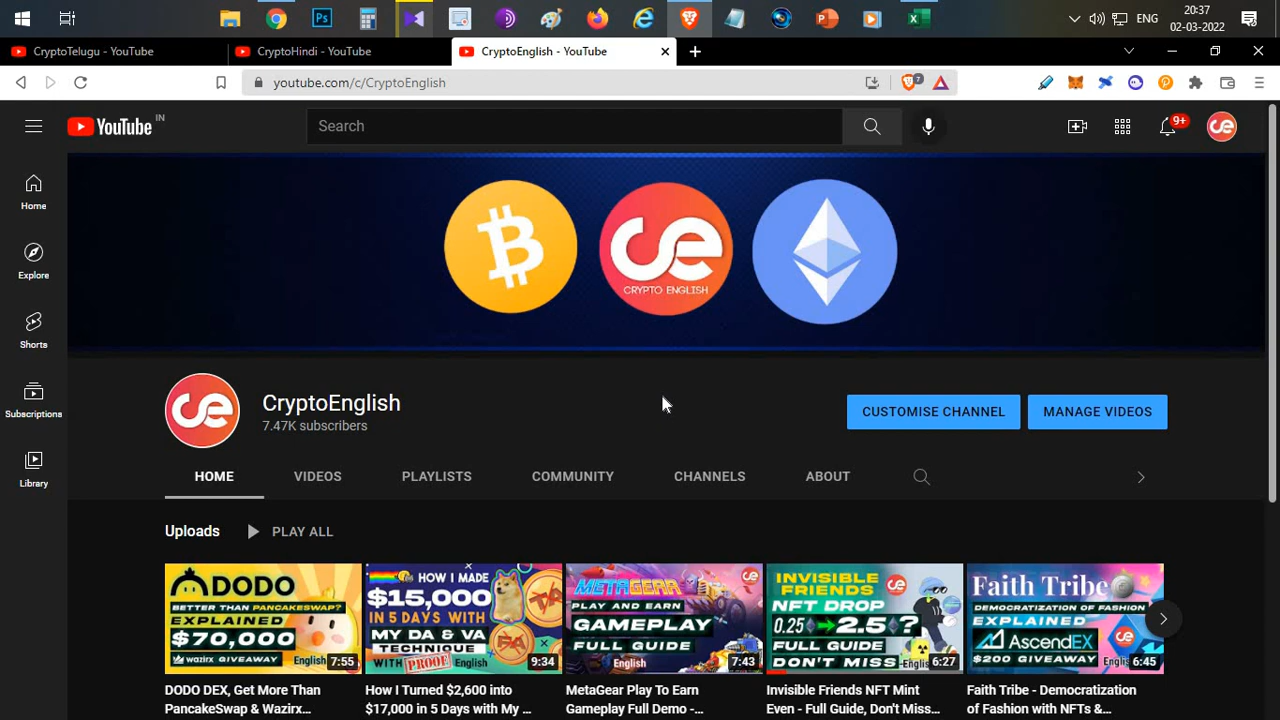 20:37
ENG
02-03-2022
CryptoTelugu - YouTube
CryptoHindi - YouTube
CryptoEnglish - YouTube
youtube.com/c/CryptoEnglish
7
YouTube IN
Search
9+
Home
Explore
Shorts
Subscriptions
Library
CRYPTO ENGLISH
CryptoEnglish
7.47K subscribers
CUSTOMISE CHANNEL
MANAGE VIDEOS
HOME
VIDEOS
PLAYLISTS
COMMUNITY
CHANNELS
ABOUT
Uploads
PLAY ALL
DODO
BETTER THAN PANCAKESWAP?
EXPLAINED
$70,000
wazirx GIVEAWAY
English
7:55
HOW I MADE
$15,000
IN 5 DAYS WITH
MY DA & VA
TECHNIQUE
WITH PROOF English
9:34
METAGEAR
PLAY AND EARN
GAMEPLAY
FULL GUIDE
English
7:43
INVISIBLE
FRIENDS
NFT DROP
0.25 → 2.5 ?
FULL GUIDE
DON'T MISS
6:27
Faith Tribe
DEMOCRATIZATION OF FASHION
EXPLAINED
AscendEX
$200 GIVEAWAY
6:45
DODO DEX, Get More Than
PancakeSwap & Wazirx...
How I Turned $2,600 into
$17,000 in 5 Days with My ...
MetaGear Play To Earn
Gameplay Full Demo -...
Invisible Friends NFT Mint
Even - Full Guide, Don't Miss...
Faith Tribe - Democratization
of Fashion with NFTs &...